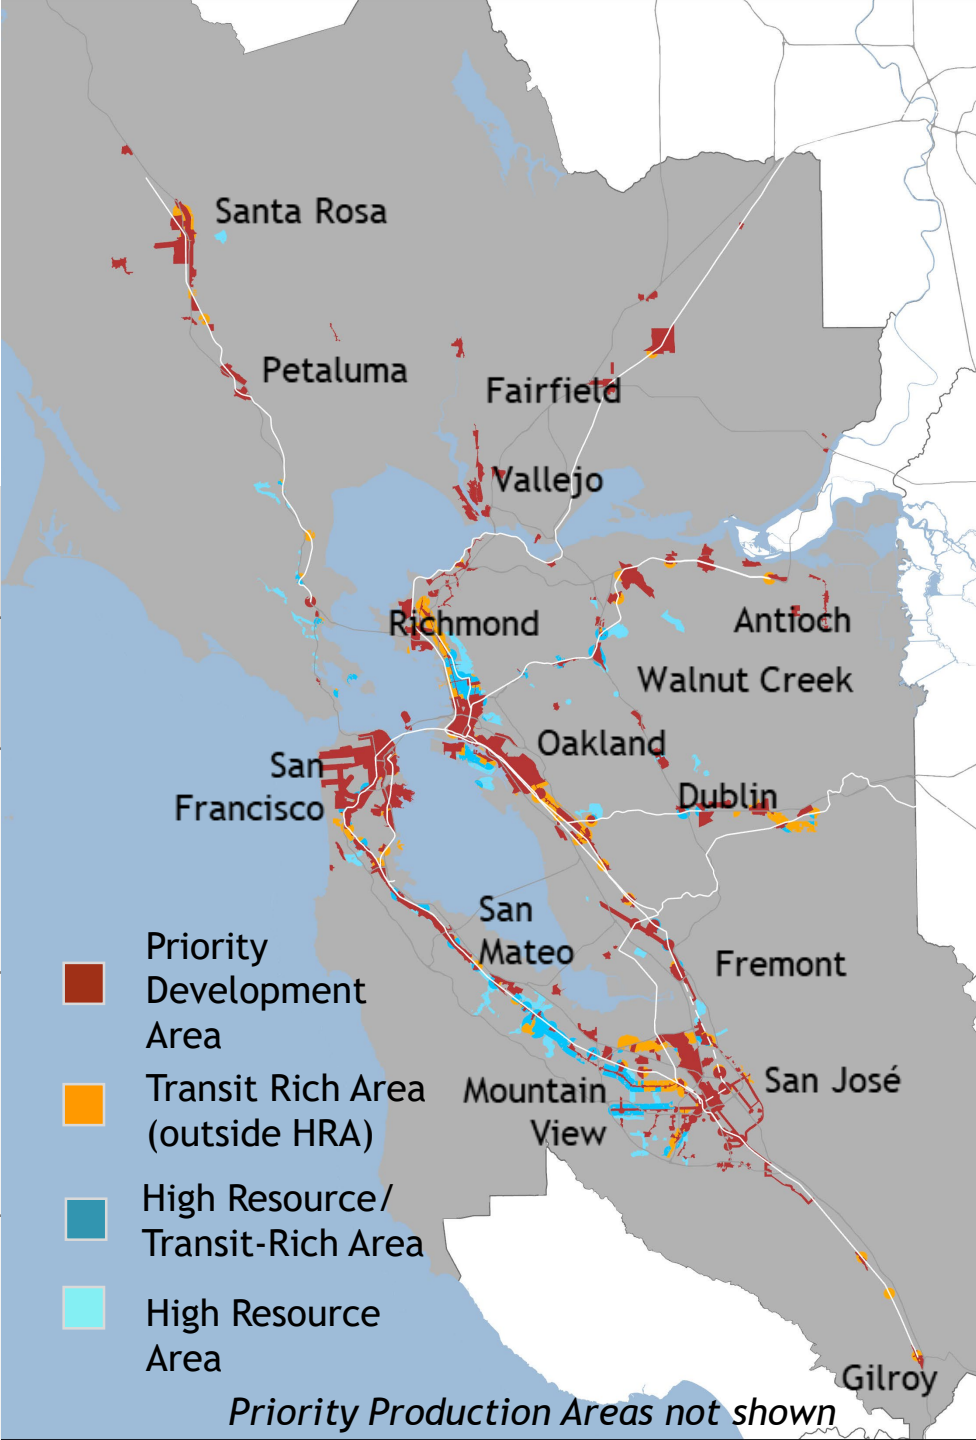 Santa Rosa
Petaluma
Fairfield
Vallejo
Richmond
Antioch
Walnut Creek
Oakland
San
Francisco
Dublin
San
Mateo
Fremont
Mountain
View
San José
Gilroy
Priority
Development
Area
Transit Rich Area
(outside HRA)
High Resource/
Transit-Rich Area
High Resource
Area
Priority Production Areas not shown